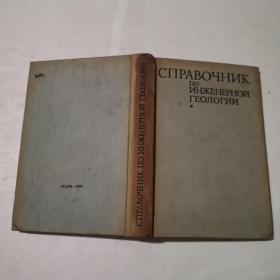 СПРАВОЧНИК
ПО
ИНЖЕНЕРНОЙ
ГЕОЛОГИИ
СПРАВОЧНИК ПО ИНЖЕНЕРНОЙ ГЕОЛОГИИ